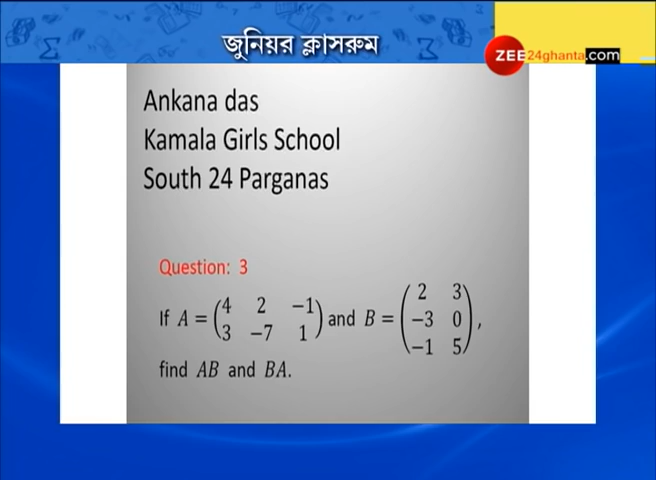 জুনিয়র ক্লাসরুম
ZEE24ghanta.com
Ankana das
Kamala Girls School
South 24 Parganas
Question: 3
If A = (4 2 −1
3 −7 1) and B = (2 3
−3 0
−1 5),
find AB and BA.